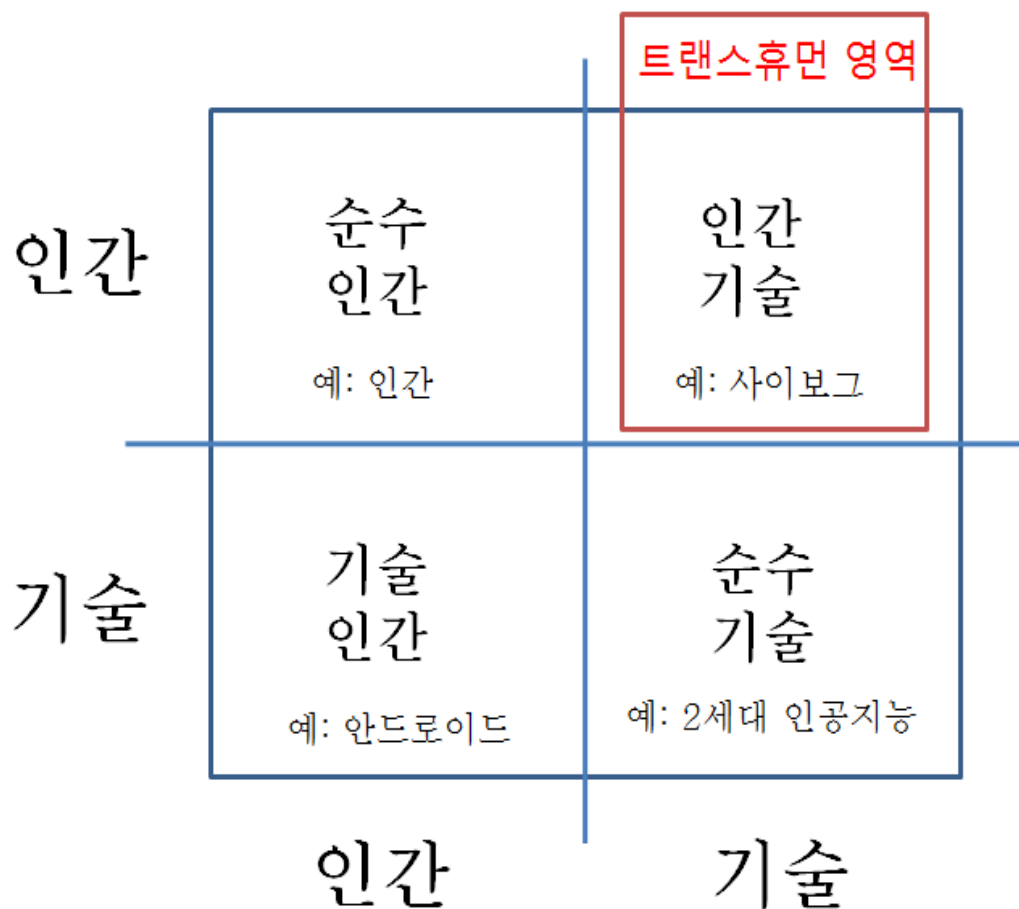 트랜스휴먼 영역
인간
순수
인간
예: 인간
인간
기술
예: 사이보그
기술
기술
인간
예: 안드로이드
순수
기술
예: 2세대 인공지능
인간
기술